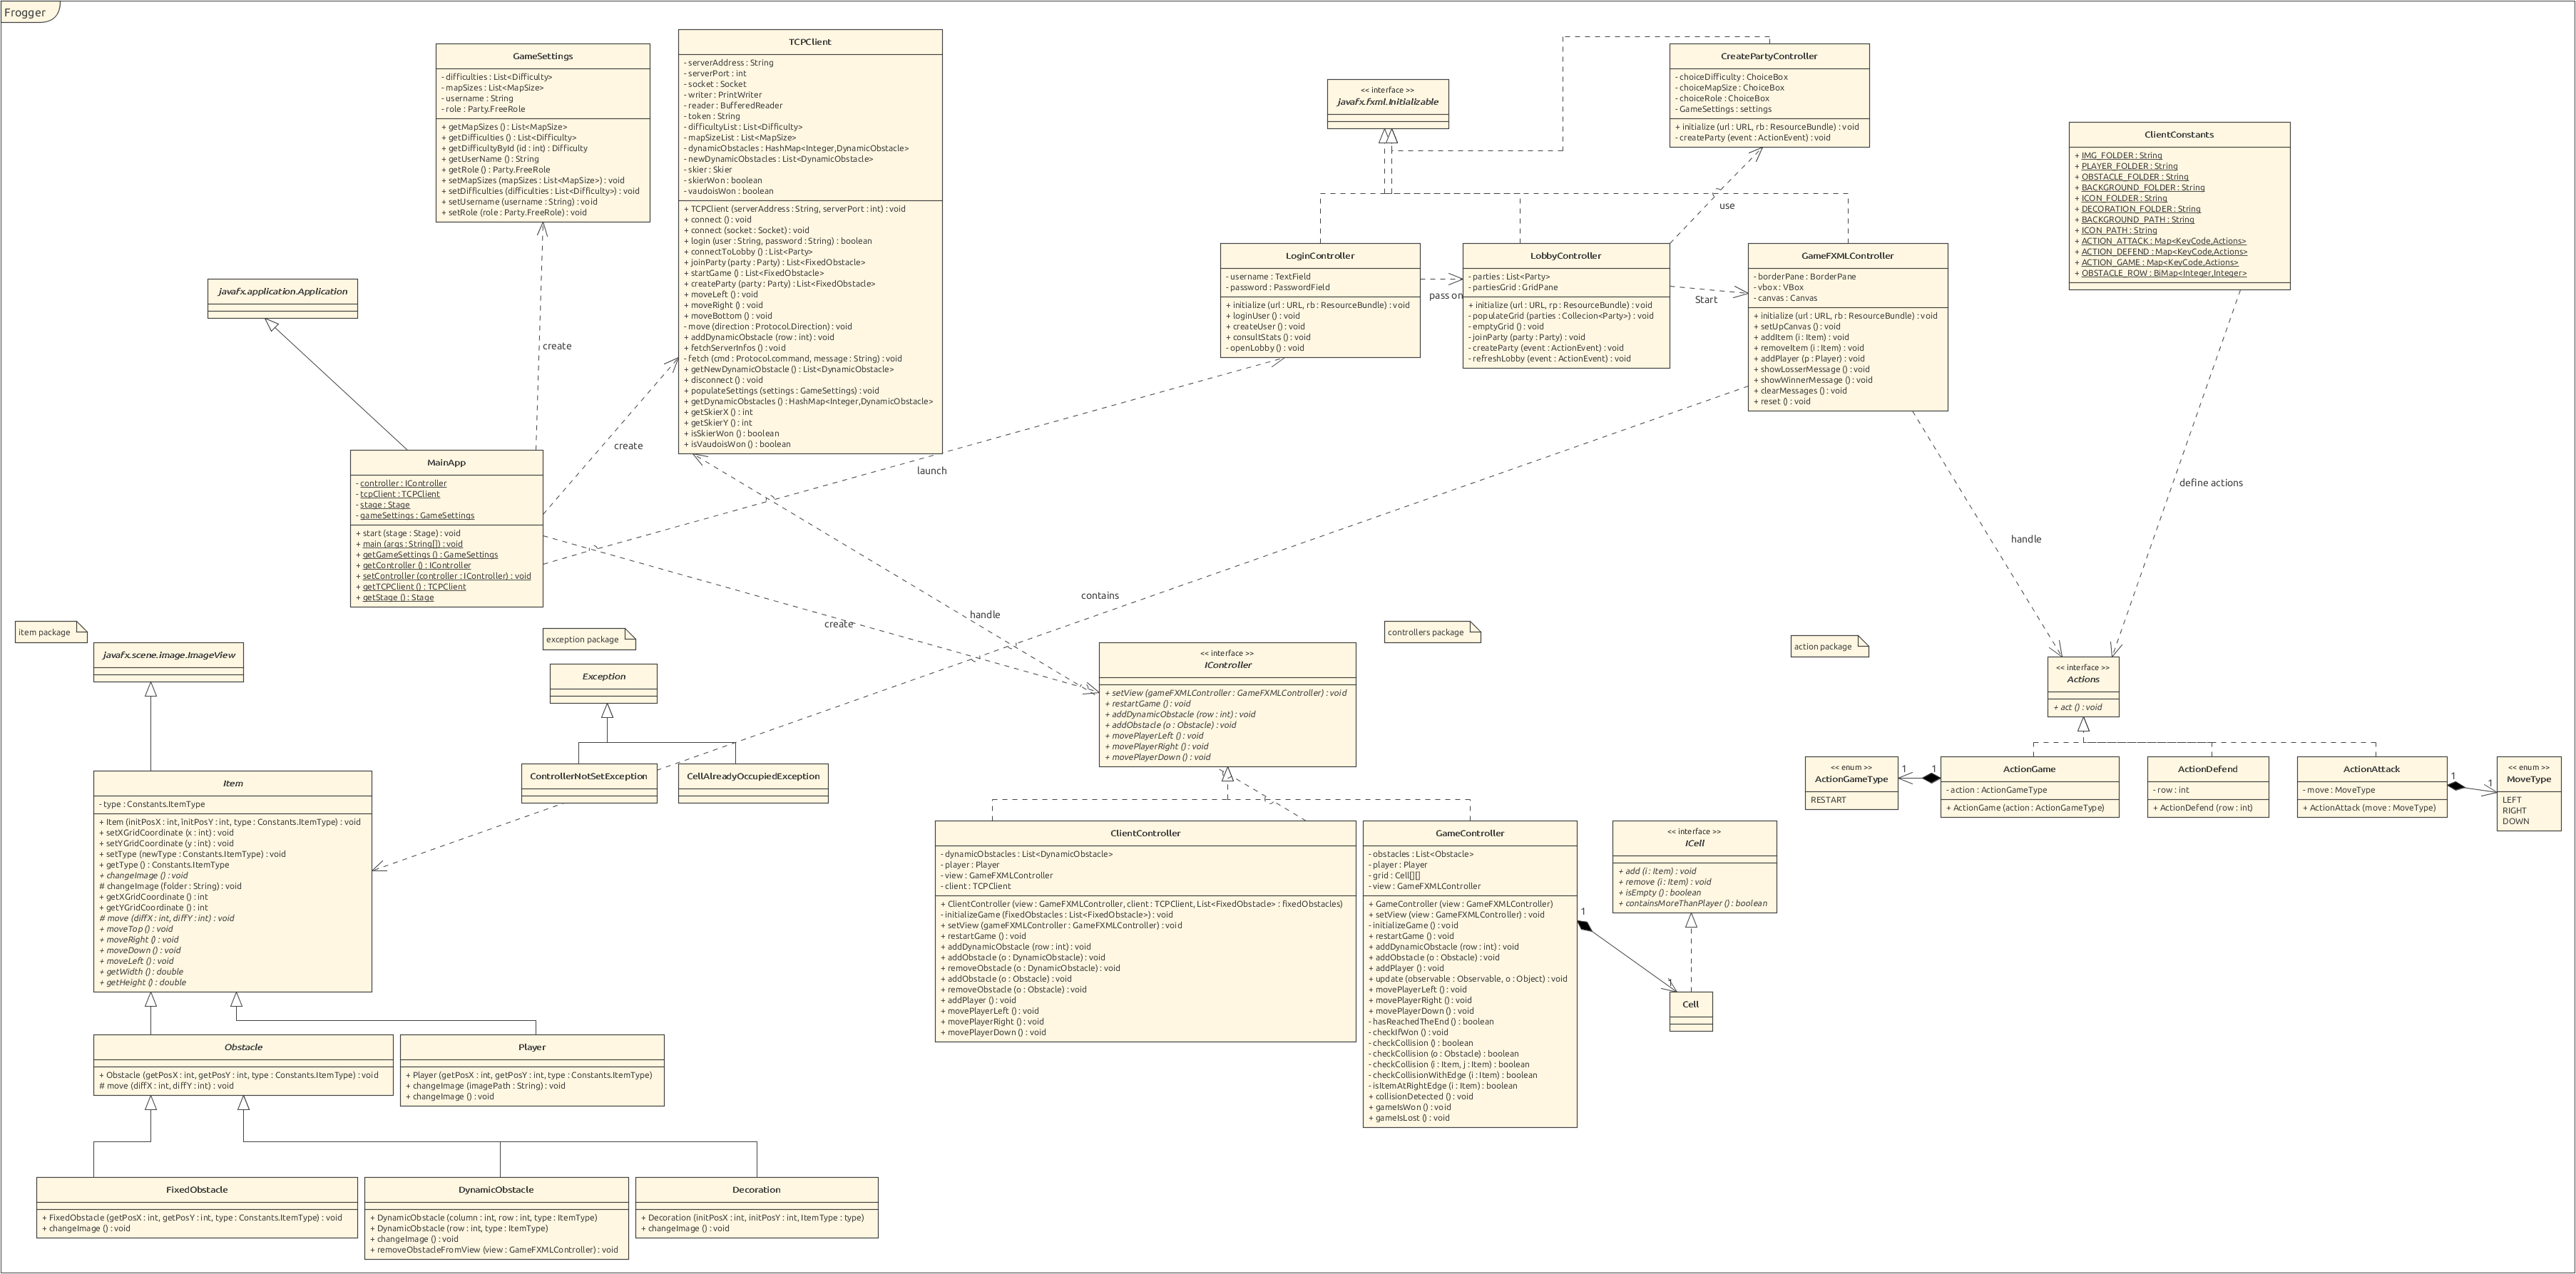 Frogger
GameSettings
- difficulties : List<Difficulty>
- mapSizes : List<MapSize>
- username : String
- role : Party.FreeRole
+ getMapSizes () : List<MapSize>
+ getDifficulties () : List<Difficulty>
+ getDifficultyById (id : int) : Difficulty
+ getUserName () : String
+ getRole () : Party.FreeRole
+ setMapSizes (mapSizes : List<MapSize>) : void
+ setDifficulties (difficulties : List<Difficulty>) : void
+ setUsername (username : String) : void
+ setRole (role : Party.FreeRole) : void
TCPClient
- serverAddress : String
- serverPort : int
- socket : Socket
- writer : PrintWriter
- reader : BufferedReader
- token : String
- difficultyList : List<Difficulty>
- mapSizeList : List<MapSize>
- dynamicObstacles : HashMap<Integer,DynamicObstacle>
- newDynamicObstacles : List<DynamicObstacle>
- skier : Skier
- skierWon : boolean
- vaudoisWon : boolean
+ TCPClient (serverAddress : String, serverPort : int) : void
+ connect () : void
+ connect (socket : Socket) : void
+ login (user : String, password : String) : boolean
+ connectToLobby () : List<Party>
+ joinParty (party : Party) : List<FixedObstacle>
+ startGame () : List<FixedObstacle>
+ createParty (party : Party) : List<FixedObstacle>
+ moveLeft () : void
+ moveRight () : void
+ moveBottom () : void
- move (direction : Protocol.Direction) : void
+ addDynamicObstacle (row : int) : void
+ fetchServerInfos () : void
- fetch (cmd : Protocol.command, message : String) : void
+ getNewDynamicObstacle () : List<DynamicObstacle>
+ disconnect () : void
+ populateSettings (settings : GameSettings) : void
+ getDynamicObstacles () : HashMap<Integer,DynamicObstacle>
+ getSkierX () : int
+ getSkierY () : int
+ isSkierWon () : boolean
+ isVaudoisWon () : boolean
<< interface >>
javafx.fxml.Initializable
CreatePartyController
- choiceDifficulty : ChoiceBox
- choiceMapSize : ChoiceBox
- choiceRole : ChoiceBox
- GameSettings : settings
+ initialize (url : URL, rb : ResourceBundle) : void
- createParty (event : ActionEvent) : void
ClientConstants
+ IMG_FOLDER : String
+ PLAYER_FOLDER : String
+ OBSTACLE_FOLDER : String
+ BACKGROUND_FOLDER : String
+ ICON_FOLDER : String
+ DECORATION_FOLDER : String
+ BACKGROUND_PATH : String
+ ICON_PATH : String
+ ACTION_ATTACK : Map<KeyCode,Actions>
+ ACTION_DEFEND : Map<KeyCode,Actions>
+ ACTION_GAME : Map<KeyCode,Actions>
+ OBSTACLE_ROW : BiMap<Integer,Integer>
use
LoginController
- username : TextField
- password : PasswordField
+ initialize (url : URL, rb : ResourceBundle) : void
+ loginUser () : void
+ createUser () : void
+ consultStats () : void
- openLobby () : void
pass on
LobbyController
- parties : List<Party>
- partiesGrid : GridPane
+ initialize (url : URL, rp : ResourceBundle) : void
- populateGrid (parties : Collecion<Party>) : void
- emptyGrid () : void
- joinParty (party : Party) : void
- createParty (event : ActionEvent) : void
- refreshLobby (event : ActionEvent) : void
Start
GameFXMLController
- borderPane : BorderPane
- vbox : VBox
- canvas : Canvas
+ initialize (url : URL, rb : ResourceBundle) : void
+ setUpCanvas () : void
+ addItem (i : Item) : void
+ removeItem (i : Item) : void
+ addPlayer (p : Player) : void
+ showLosserMessage () : void
+ showWinnerMessage () : void
+ clearMessages () : void
+ reset () : void
javafx.application.Application
create
create
launch
define actions
handle
MainApp
- controller : IController
- tcpClient : TCPClient
- stage : Stage
- gameSettings : GameSettings
+ start (stage : Stage) : void
+ main (args : String[]) : void
+ getGameSettings () : GameSettings
+ getController () : IController
+ setController (controller : IController) : void
+ getTCPClient () : TCPClient
+ getStage () : Stage
contains
handle
create
item package
exception package
controllers package
action package
javafx.scene.image.ImageView
Exception
<< interface >>
IController
+ setView (gameFXMLController : GameFXMLController) : void
+ restartGame () : void
+ addDynamicObstacle (row : int) : void
+ addObstacle (o : Obstacle) : void
+ movePlayerLeft () : void
+ movePlayerRight () : void
+ movePlayerDown () : void
<< interface >>
Actions
+ act () : void
ControllerNotSetException
CellAlreadyOccupiedException
<< enum >>
ActionGameType
RESTART
1
1
ActionGame
- action : ActionGameType
+ ActionGame (action : ActionGameType)
ActionDefend
- row : int
+ ActionDefend (row : int)
ActionAttack
- move : MoveType
+ ActionAttack (move : MoveType)
1
1
<< enum >>
MoveType
LEFT
RIGHT
DOWN
Item
- type : Constants.ItemType
+ Item (initPosX : int, initPosY : int, type : Constants.ItemType) : void
+ setXGridCoordinate (x : int) : void
+ setYGridCoordinate (y : int) : void
+ setType (newType : Constants.ItemType) : void
+ getType () : Constants.ItemType
+ changeImage () : void
# changeImage (folder : String) : void
+ getXGridCoordinate () : int
+ getYGridCoordinate () : int
# move (diffX : int, diffY : int) : void
+ moveTop () : void
+ moveRight () : void
+ moveDown () : void
+ moveLeft () : void
+ getWidth () : double
+ getHeight () : double
ClientController
- dynamicObstacles : List<DynamicObstacle>
- player : Player
- view : GameFXMLController
- client : TCPClient
+ ClientController (view : GameFXMLController, client : TCPClient, List<FixedObstacle> : fixedObstacles)
- initializeGame (fixedObstacles : List<FixedObstacle>) : void
+ setView (gameFXMLController : GameFXMLController) : void
+ restartGame () : void
+ addDynamicObstacle (row : int) : void
+ addObstacle (o : DynamicObstacle) : void
+ removeObstacle (o : DynamicObstacle) : void
+ addObstacle (o : Obstacle) : void
+ removeObstacle (o : Obstacle) : void
+ addPlayer () : void
+ movePlayerLeft () : void
+ movePlayerRight () : void
+ movePlayerDown () : void
GameController
- obstacles : List<Obstacle>
- player : Player
- grid : Cell[][]
- view : GameFXMLController
+ GameController (view : GameFXMLController)
+ setView (view : GameFXMLController) : void
- initializeGame () : void
+ restartGame () : void
+ addDynamicObstacle (row : int) : void
+ addObstacle (o : Obstacle) : void
+ addPlayer () : void
+ update (observable : Observable, o : Object) : void
+ movePlayerLeft () : void
+ movePlayerRight () : void
+ movePlayerDown () : void
- hasReachedTheEnd () : boolean
- checkIfWon () : void
- checkCollision () : boolean
- checkCollision (o : Obstacle) : boolean
- checkCollision (i : Item, j : Item) : boolean
- checkCollisionWithEdge (i : Item) : boolean
- isItemAtRightEdge (i : Item) : boolean
+ collisionDetected () : void
+ gameIsWon () : void
+ gameIsLost () : void
1
1
<< interface >>
ICell
+ add (i : Item) : void
+ remove (i : Item) : void
+ isEmpty () : boolean
+ containsMoreThanPlayer () : boolean
Cell
Obstacle
+ Obstacle (getPosX : int, getPosY : int, type : Constants.ItemType) : void
# move (diffX : int, diffY : int) : void
Player
+ Player (getPosX : int, getPosY : int, type : Constants.ItemType)
+ changeImage (imagePath : String) : void
+ changeImage () : void
FixedObstacle
+ FixedObstacle (getPosX : int, getPosY : int, type : Constants.ItemType) : void
+ changeImage () : void
DynamicObstacle
+ DynamicObstacle (column : int, row : int, type : ItemType)
+ DynamicObstacle (row : int, type : ItemType)
+ changeImage () : void
+ removeObstacleFromView (view : GameFXMLController) : void
Decoration
+ Decoration (initPosX : int, initPosY : int, ItemType : type)
+ changeImage () : void